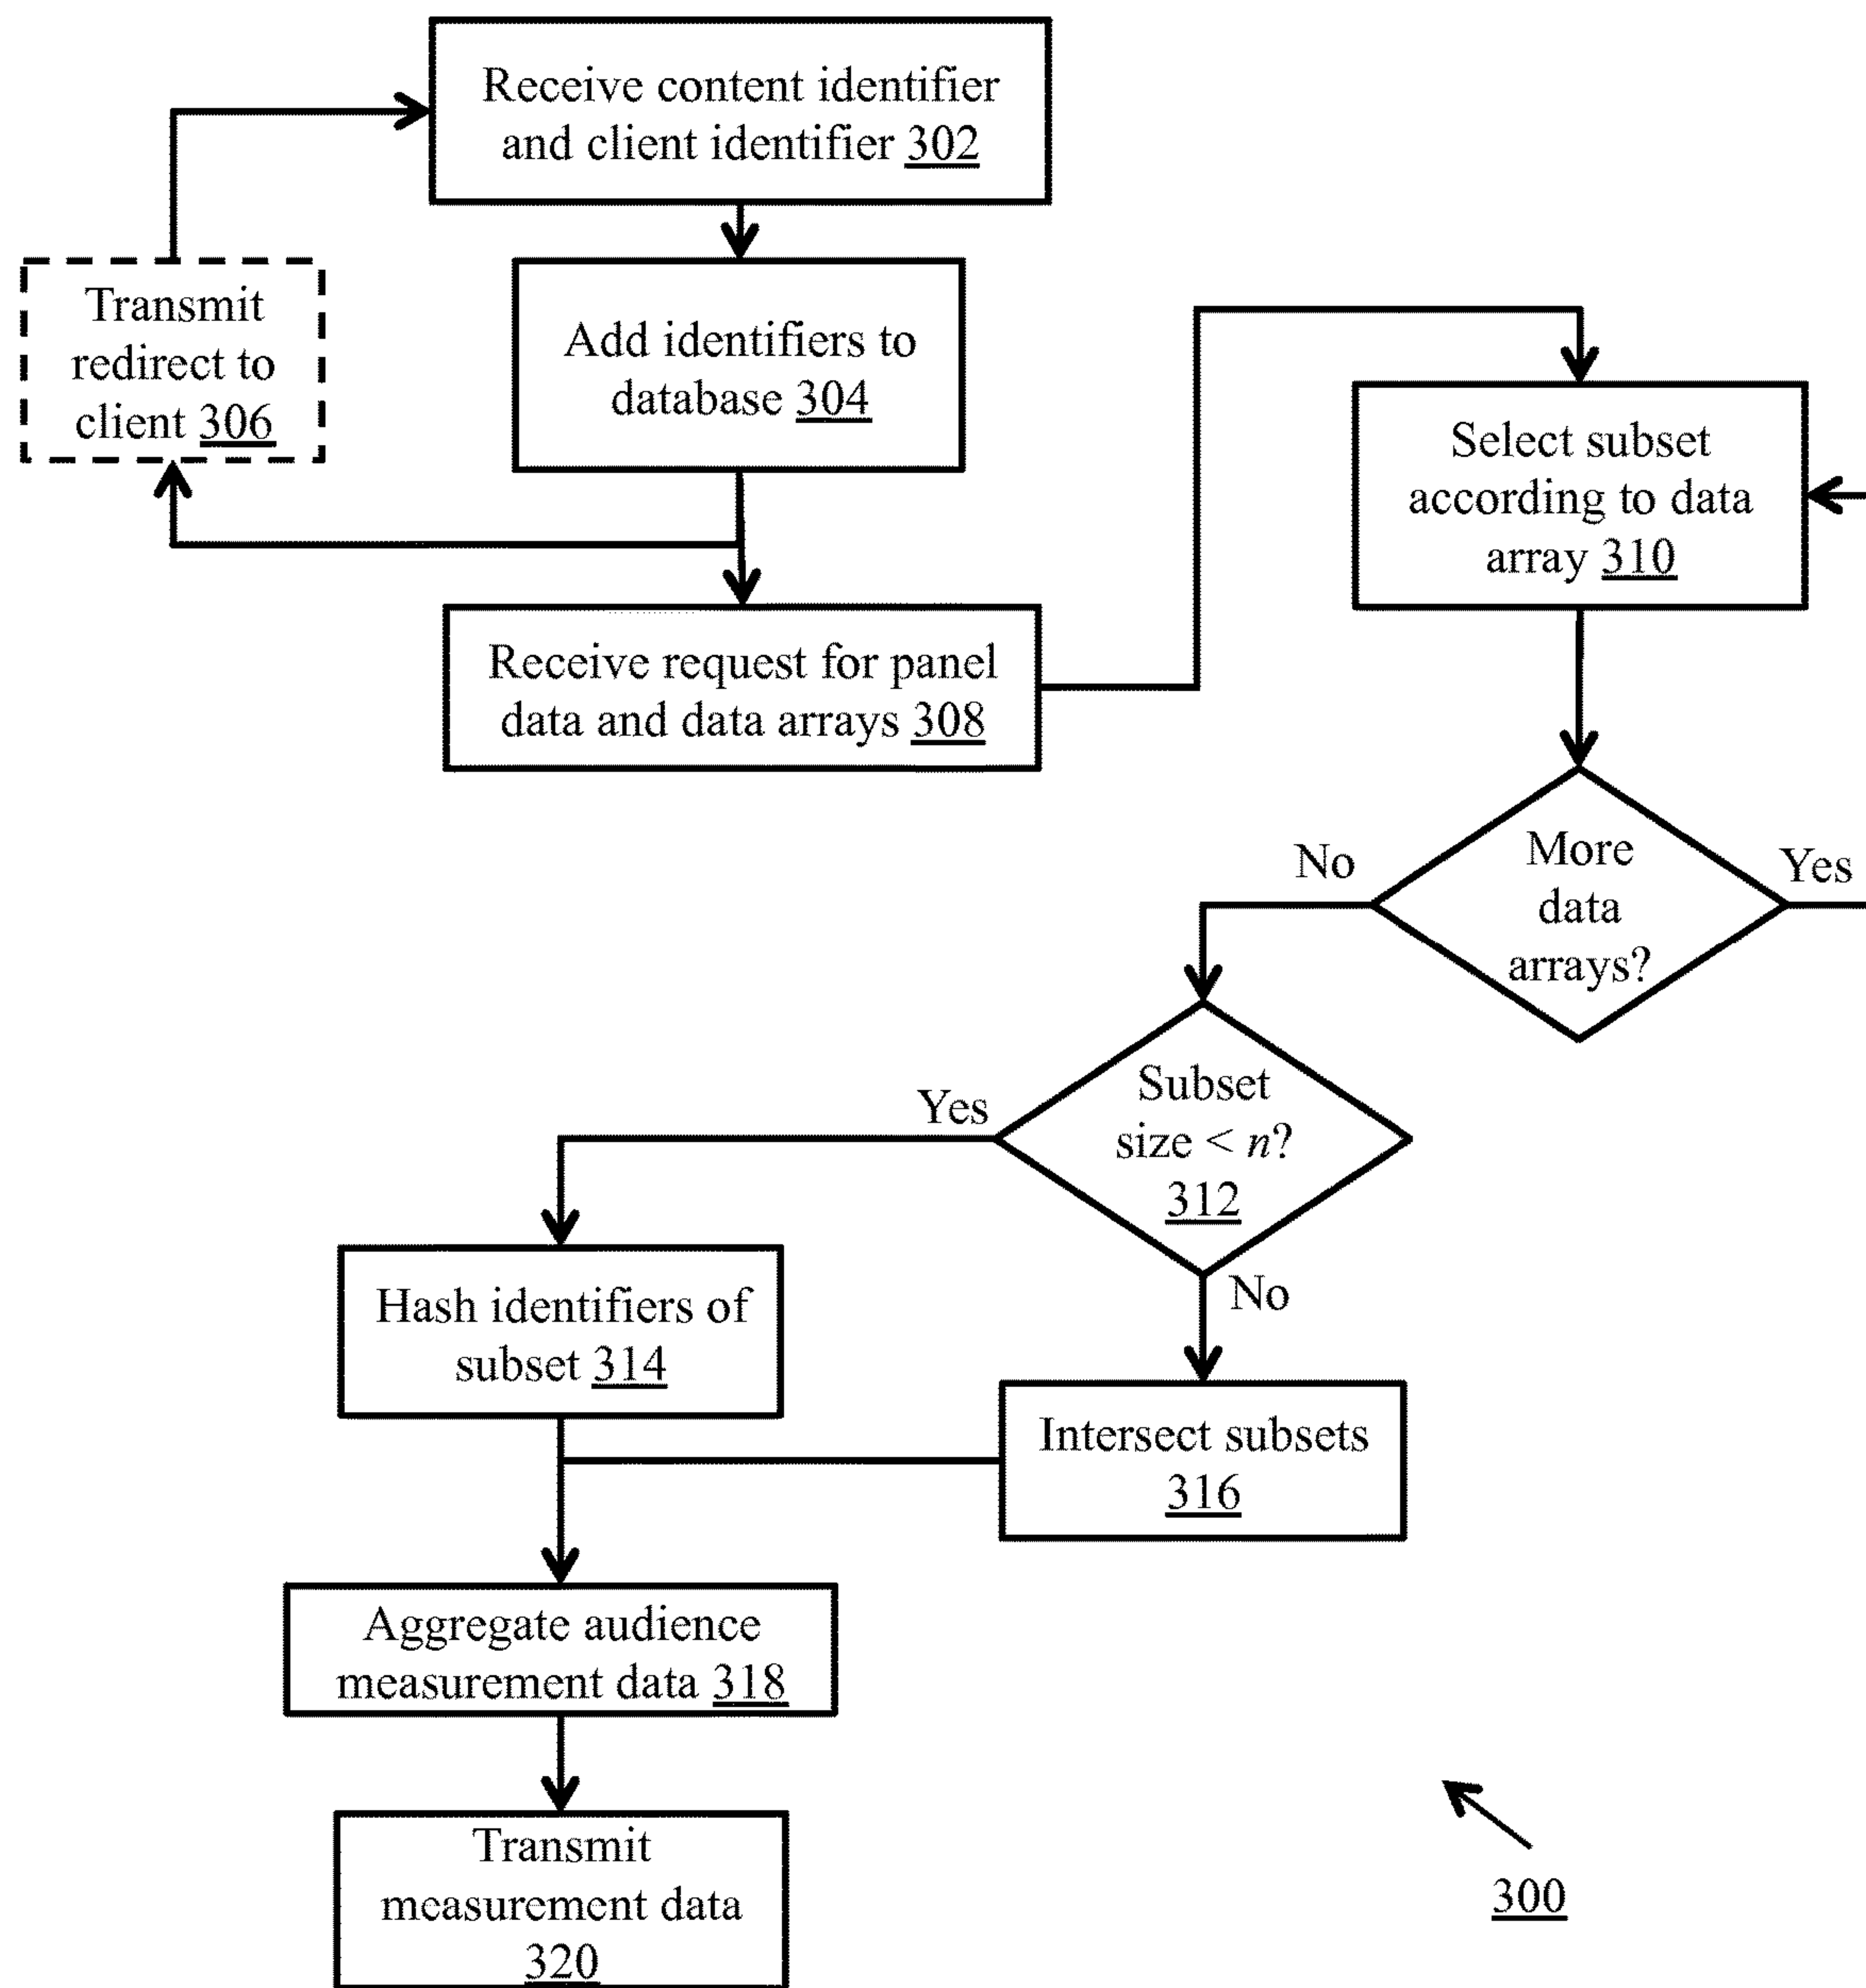 Receive content identifier
and client identifier 302
Transmit
redirect to
client 306
Add identifiers to
database 304
Receive request for panel
data and data arrays 308
Select subset
according to data
array 310
More
data
arrays?
No
Yes
Subset
size < n?
312
Yes
No
Hash identifiers of
subset 314
Intersect subsets
316
Aggregate audience
measurement data 318
Transmit
measurement data
320
300